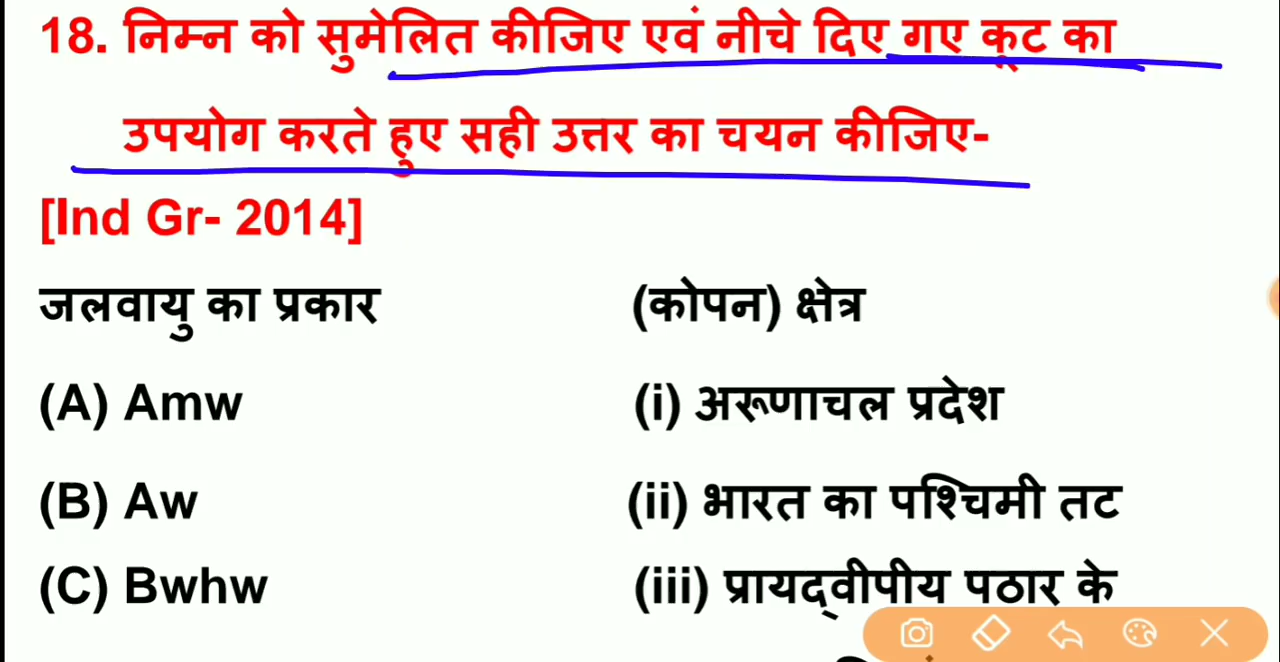 18. निम्न को सुमेलित कीजिए एवं नीचे दिए गए कूट का
उपयोग करते हुए सही उत्तर का चयन कीजिए-
[Ind Gr- 2014]
जलवायु का प्रकार (कोपन) क्षेत्र
(A) Amw (i) अरूणाचल प्रदेश
(B) Aw (ii) भारत का पश्चिमी तट
(C) Bwhw (iii) प्रायद्वीपीय पठार के